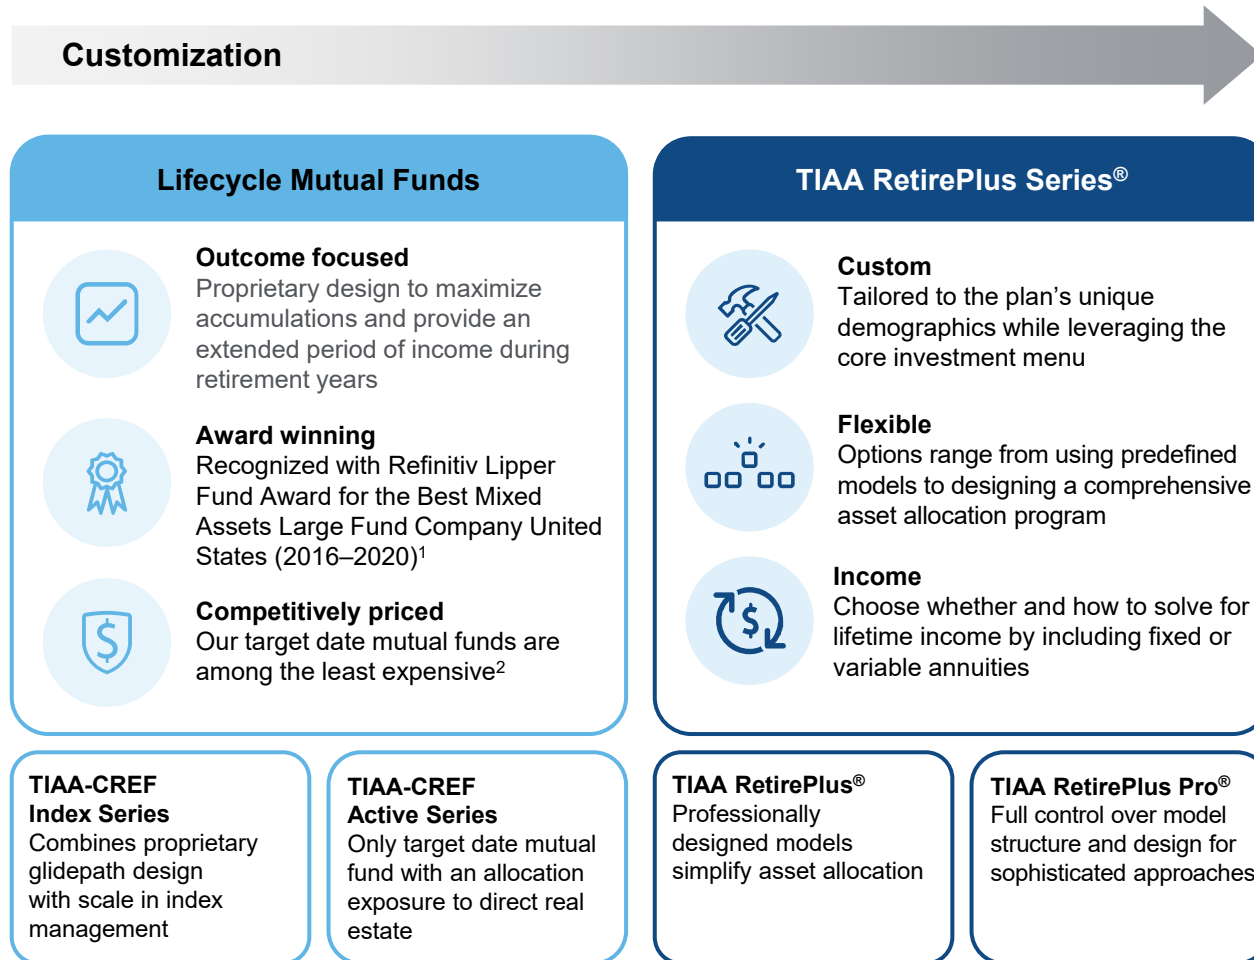 Customization
Lifecycle Mutual Funds
Outcome focused
Proprietary design to maximize
accumulations and provide an
extended period of income during
retirement years
Award winning
Recognized with Refinitiv Lipper
Fund Award for the Best Mixed
Assets Large Fund Company United
States (2016–2020)1
Competitively priced
Our target date mutual funds are
among the least expensive2
TIAA RetirePlus Series®
Custom
Tailored to the plan’s unique
demographics while leveraging the
core investment menu
Flexible
Options range from using predefined
models to designing a comprehensive
asset allocation program
Income
Choose whether and how to solve for
lifetime income by including fixed or
variable annuities
TIAA-CREF
Index Series
Combines proprietary
glidepath design
with scale in index
management
TIAA-CREF
Active Series
Only target date mutual
fund with an allocation
exposure to direct real
estate
TIAA RetirePlus®
Professionally
designed models
simplify asset allocation
TIAA RetirePlus Pro®
Full control over model
structure and design for
sophisticated approaches